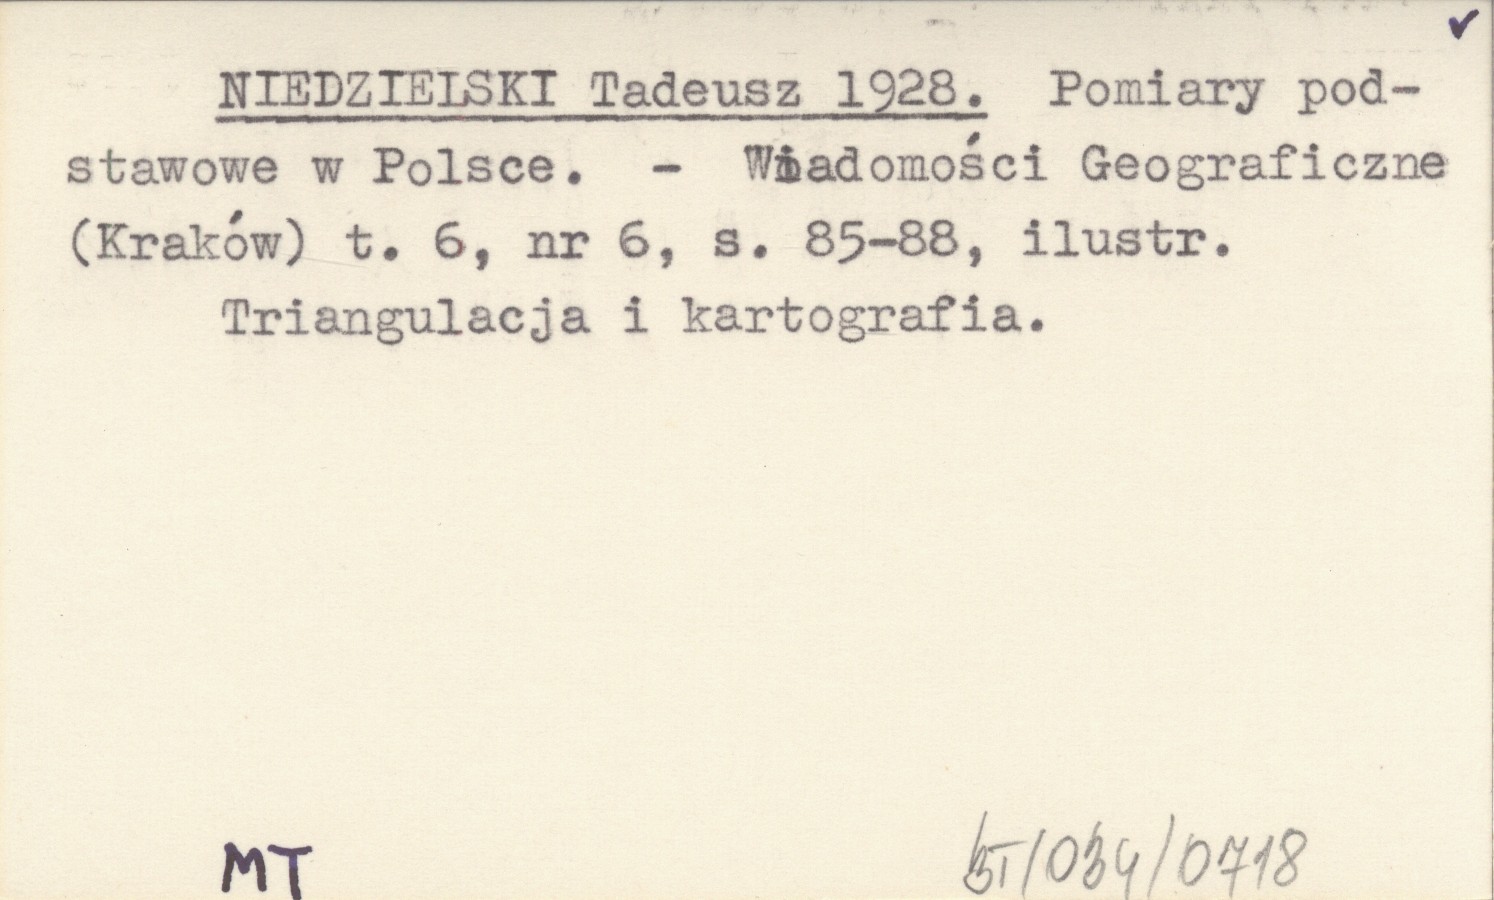 ✓
NIEDZIELSKI Tadeusz 1928. Pomiary pod-
stawowe w Polsce. - Wiadomości Geograficzne
(Kraków) t. 6, nr 6, s. 85-88, ilustr.
Triangulacja i kartografia.
MT
/034/0718